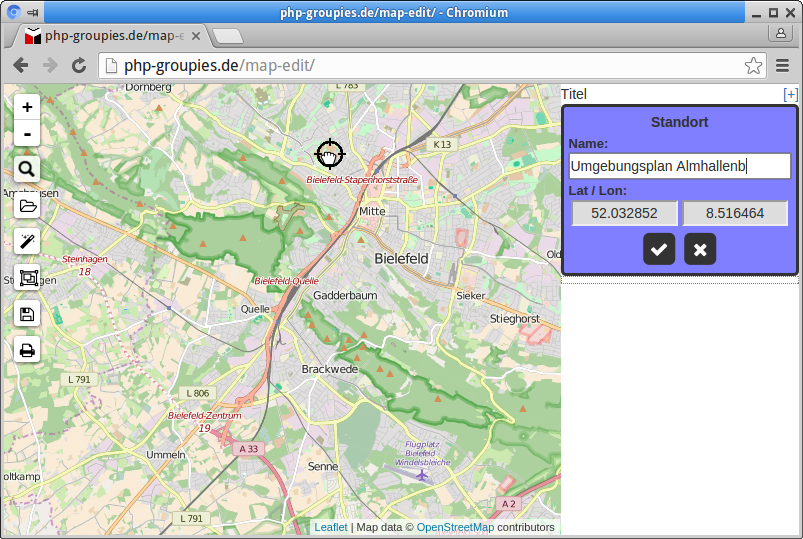 php-groupies.de/map-edit/ - Chromium
php-groupies.de/map-e
php-groupies.de/map-edit/
Dornberg
L 783
Titel
[+]
+
-
K 13
Standort
Name:
Umgebungsplan Almhallenb
Bielefeld-Stapenhorststraße
Lat / Lon:
52.032852
8.516464
Mitte
Steinhagen
18
Bielefeld
Bielefeld-Quelle
Gadderbaum
Sieker
Quelle
Stieghorst
Brackwede
L 791
L 806
Bielefeld-Zentrum
19
A 33
Ummeln
Flugplatz
Bielefeld
Windelsbleiche
Senne
A 2
L 791
Leaflet | Map data © OpenStreetMap contributors